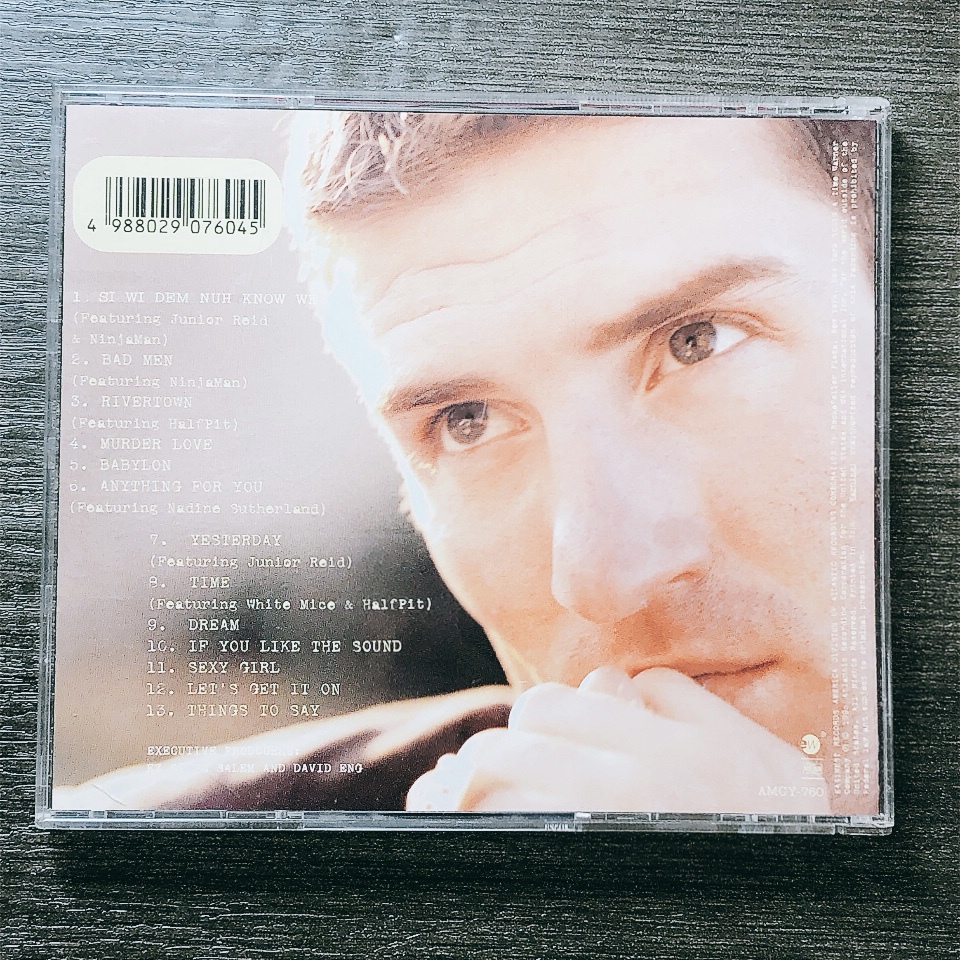 4 988029 076045
1. SI WI DEM NUH KNOW WE
(Featuring Junior Reid
& NinjaMan)
2. BAD MEN
(Featuring NinjaMan)
3. RIVERTOWN
(Featuring HalfPit)
4. MURDER LOVE
5. BABYLON
6. ANYTHING FOR YOU
(Featuring Nadine Sutherland)
7. YESTERDAY
(Featuring Junior Reid)
8. TIME
(Featuring White Mice & HalfPit)
9. DREAM
10. IF YOU LIKE THE SOUND
11. SEXY GIRL
12. LET'S GET IT ON
13. THINGS TO SAY
EXECUTIVE
SALEM AND DAVID ENG
AMCY-760